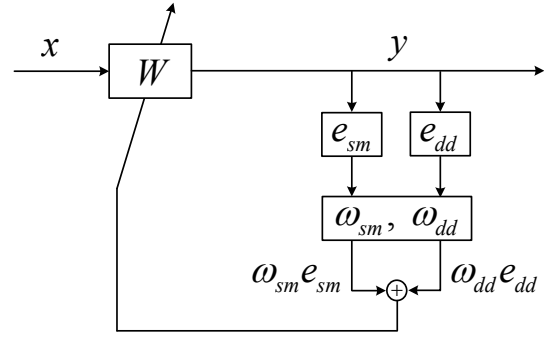 x
W
y
e_sm
e_dd
ω_sm, ω_dd
ω_sm e_sm
ω_dd e_dd
+